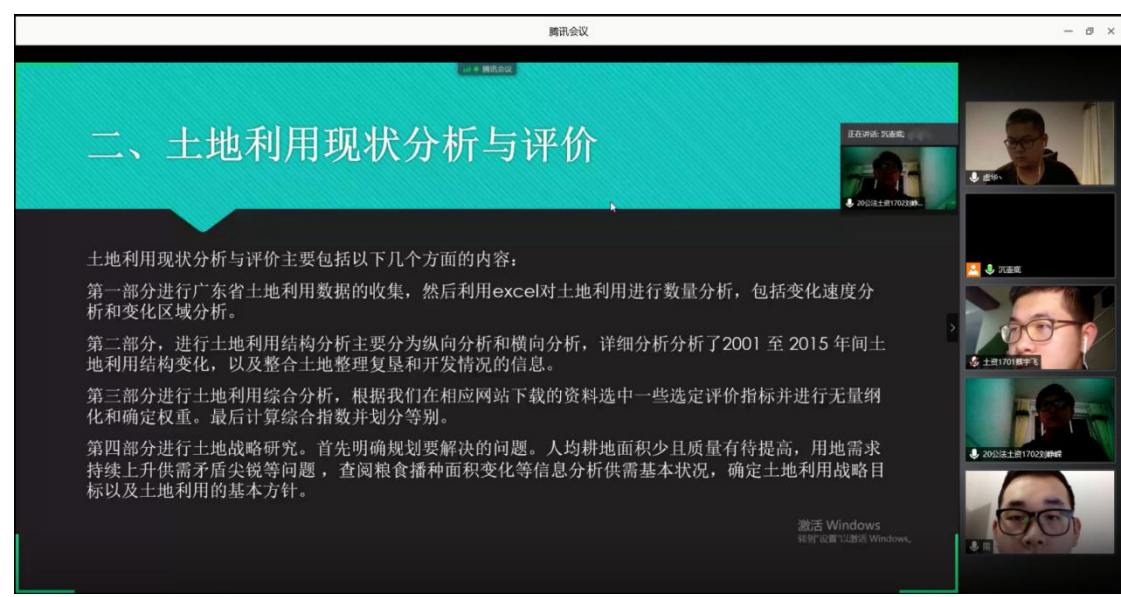 腾讯会议
腾讯会议
二、土地利用现状分析与评价
正在讲话: 沉壶底;
20公法土资1702刘峥...
土地利用现状分析与评价主要包括以下几个方面的内容：
第一部分进行广东省土地利用数据的收集，然后利用excel对土地利用进行数量分析，包括变化速度分
析和变化区域分析。
第二部分，进行土地利用结构分析主要分为纵向分析和横向分析，详细分析分析了2001 至 2015 年间土
地利用结构变化，以及整合土地整理复垦和开发情况的信息。
第三部分进行土地利用综合分析，根据我们在相应网站下载的资料选中一些选定评价指标并进行无量纲
化和确定权重。最后计算综合指数并划分等别。
第四部分进行土地战略研究。首先明确规划要解决的问题。人均耕地面积少且质量有待提高，用地需求
持续上升供需矛盾尖锐等问题 ，查阅粮食播种面积变化等信息分析供需基本状况，确定土地利用战略目
标以及土地利用的基本方针。
激活 Windows
转到"设置"以激活 Windows。
虚华、
土资1701蔡宇飞
20公法土资1702刘峥嵘